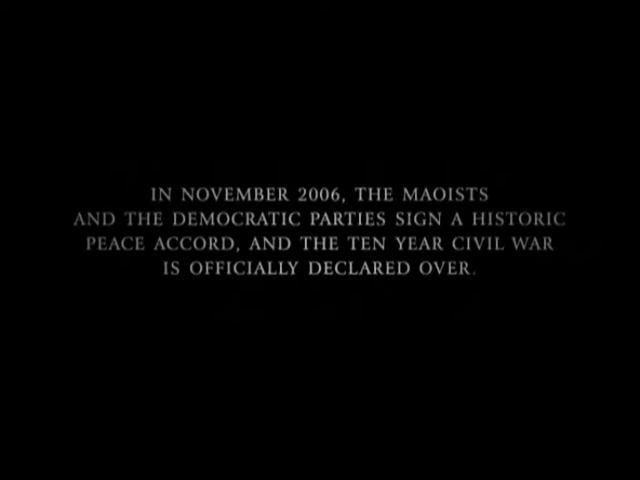 IN NOVEMBER 2006, THE MAOISTS
AND THE DEMOCRATIC PARTIES SIGN A HISTORIC
PEACE ACCORD, AND THE TEN YEAR CIVIL WAR
IS OFFICIALLY DECLARED OVER.